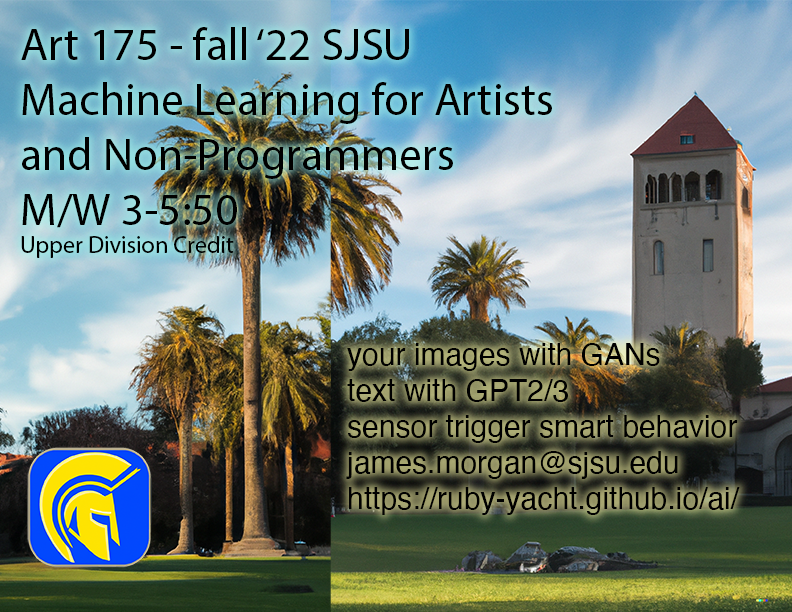 Art 175 - fall ‘22 SJSU
Machine Learning for Artists
and Non-Programmers
M/W 3-5:50
Upper Division Credit
your images with GANs
text with GPT2/3
sensor trigger smart behavior
james.morgan@sjsu.edu
https://ruby-yacht.github.io/ai/